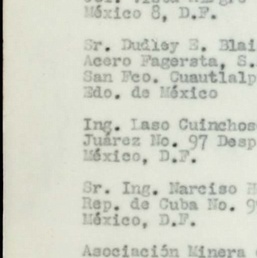 México 8, D.F.
Sr. Dudley E. Blai
Acero Fagersta, S.
San Fco. Cuautlalp
Edo. de México
Ing. Laso Cuinchos
Juárez No. 97 Desp
México, D.F.
Sr. Ing. Narciso
Rep. de Cuba No. 9
México, D.F.
Asociación Minera